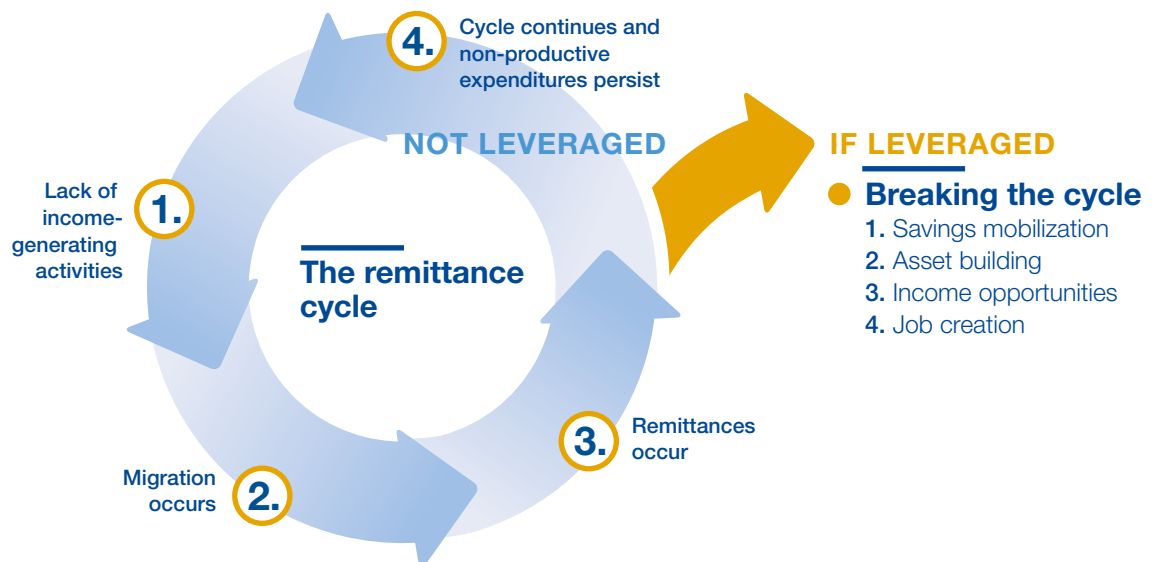 4.
Cycle continues and
non-productive
expenditures persist
NOT LEVERAGED
IF LEVERAGED
Breaking the cycle
1. Savings mobilization
2. Asset building
3. Income opportunities
4. Job creation
Lack of
income-
generating
activities
1.
The remittance
cycle
Migration
occurs
2.
3.
Remittances
occur